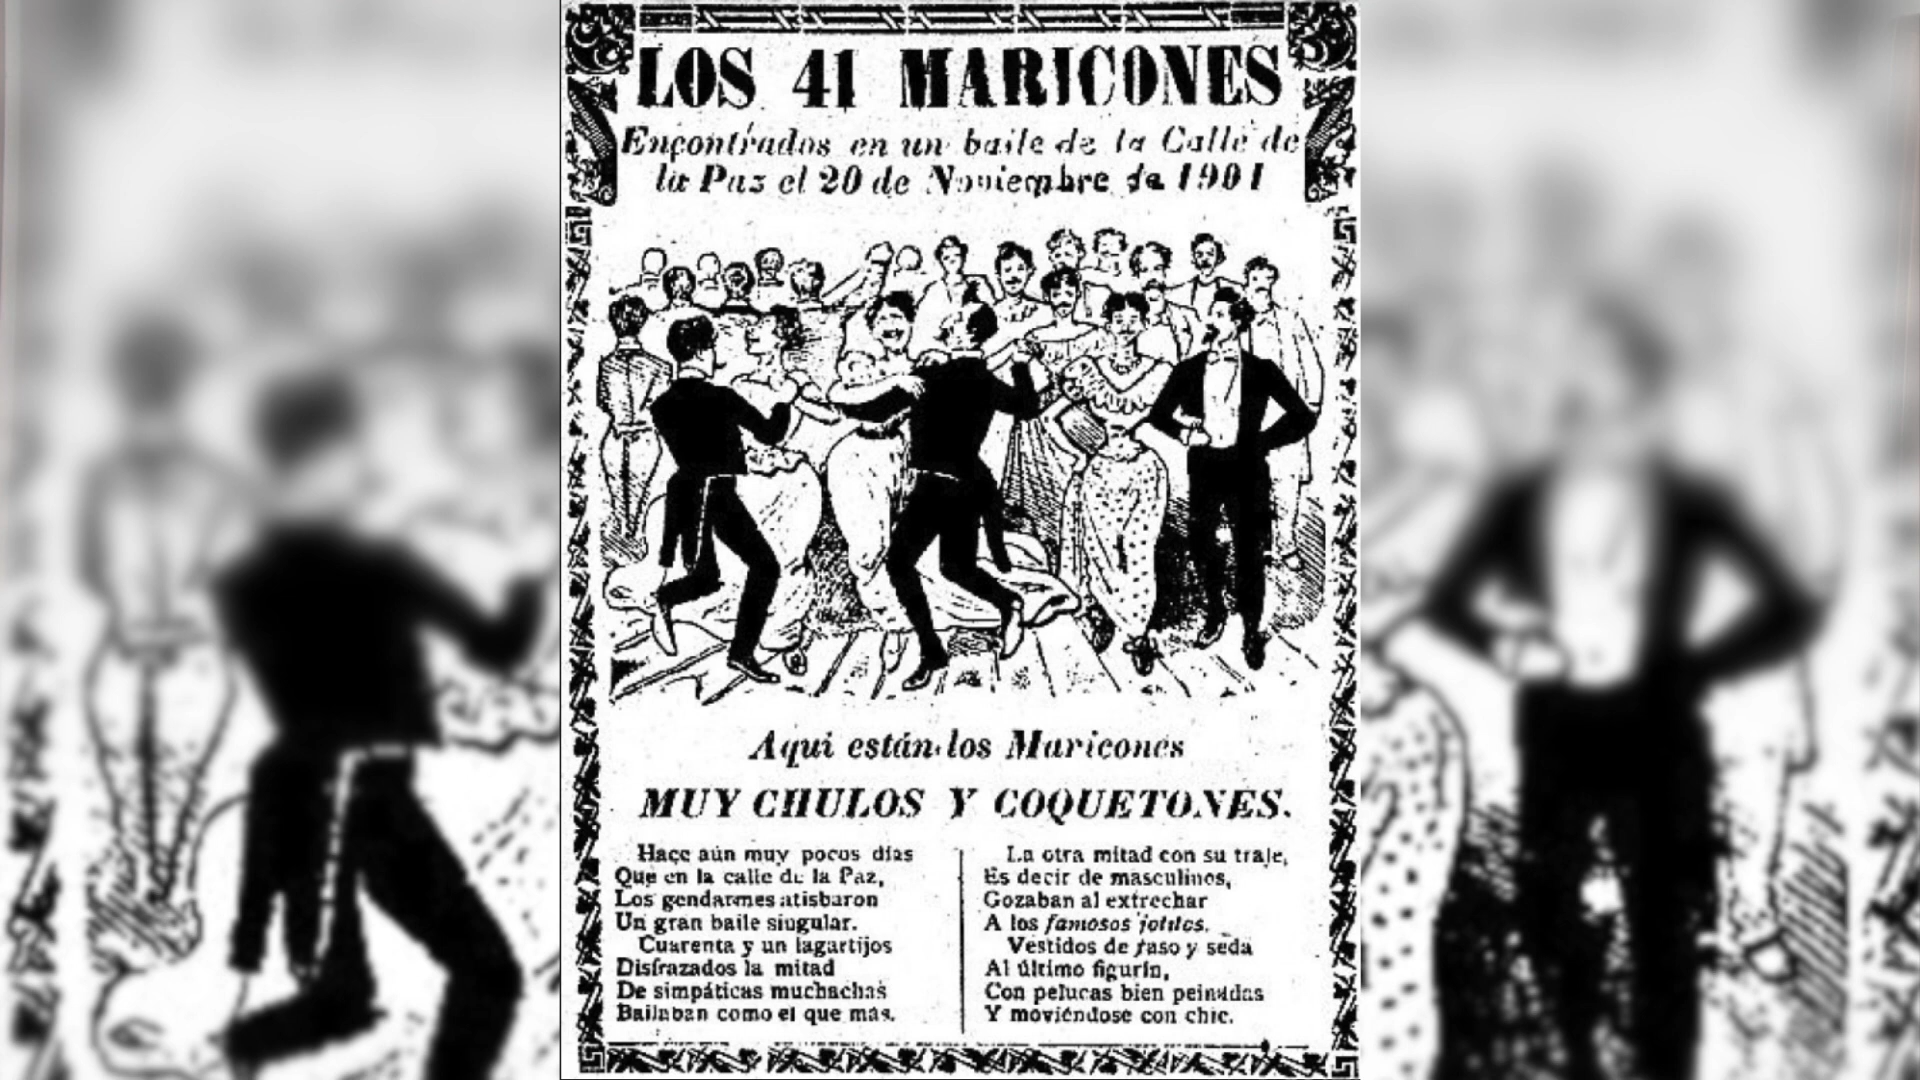 LOS 41 MARICONES
Encontrados en un baile de la Calle de
la Paz el 20 de Noviembre de 1901
Aquí están los Maricones
MUY CHULOS Y COQUETONES.
Hace aún muy pocos días
Que en la calle de la Paz,
Los gendarmes atisbaron
Un gran baile singular.
Cuarenta y un lagartijos
Disfrazados la mitad
De simpáticas muchachas
Bailaban como el que más.
La otra mitad con su traje,
Es decir de masculinos,
Gozaban al extrechar
A los famosos jotitos.
Vestidos de raso y seda
Al último figurín,
Con pelucas bien peinadas
Y moviéndose con chic.